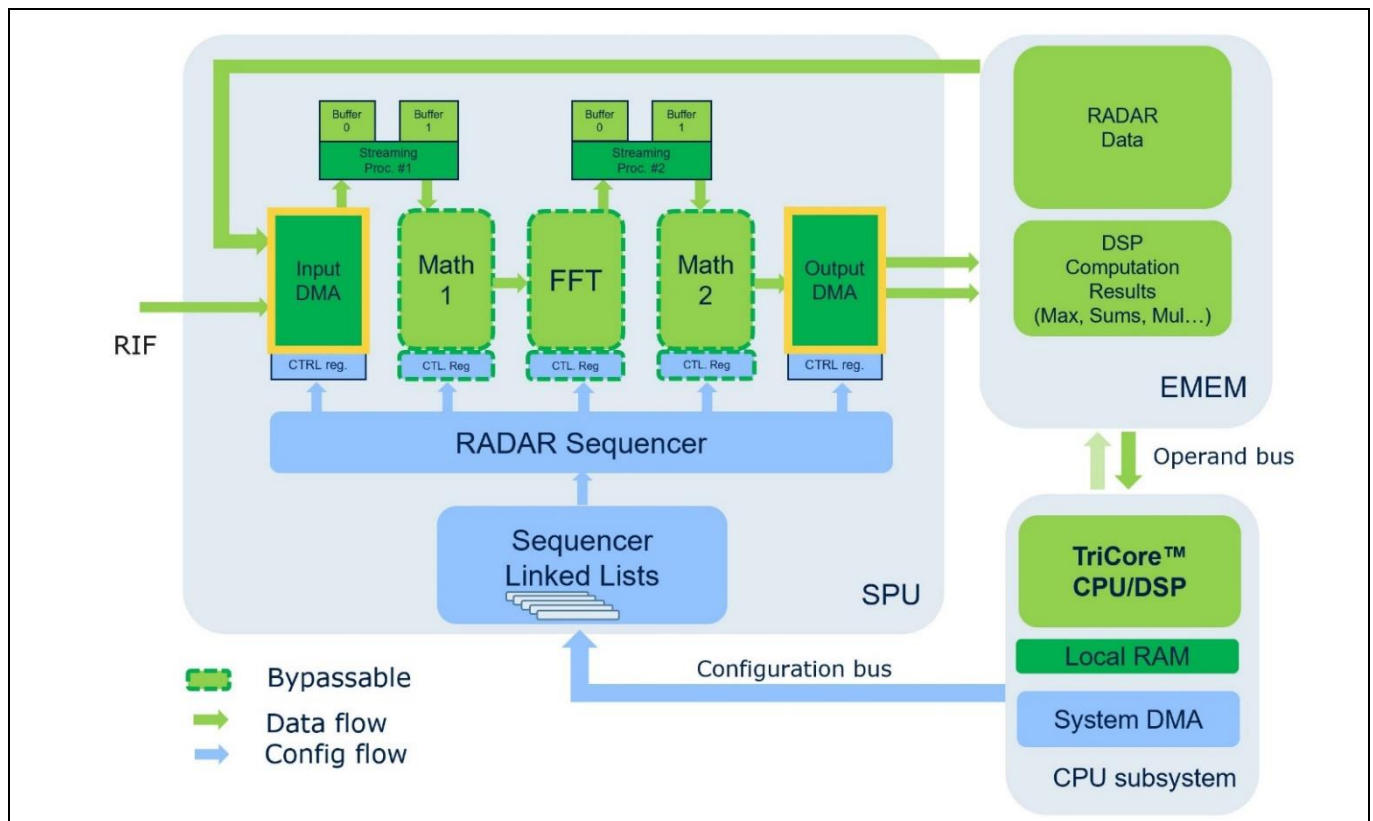 Buffer
0
Buffer
1
Streaming
Proc. #1
Buffer
0
Buffer
1
Streaming
Proc. #2
RADAR
Data
Input
DMA
Math
1
FFT
Math
2
Output
DMA
DSP
Computation
Results
(Max, Sums, Mul...)
RIF
CTRL reg.
CTL. Reg
CTL. Reg
CTL. Reg
CTRL reg.
EMEM
RADAR Sequencer
Operand bus
Sequencer
Linked Lists
SPU
TriCore™
CPU/DSP
Local RAM
System DMA
CPU subsystem
Configuration bus
Bypassable
Data flow
Config flow